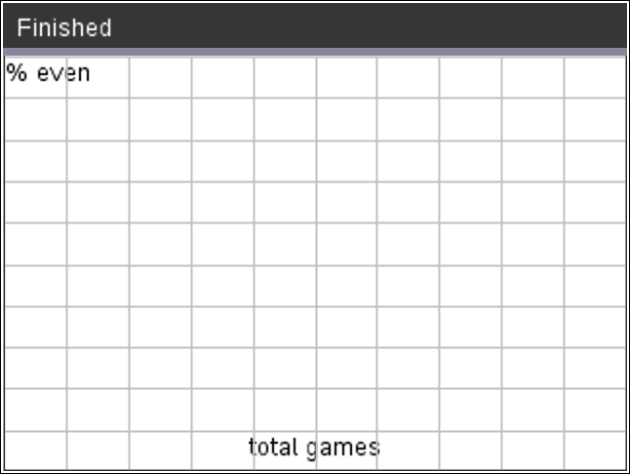 Finished
% even
total games